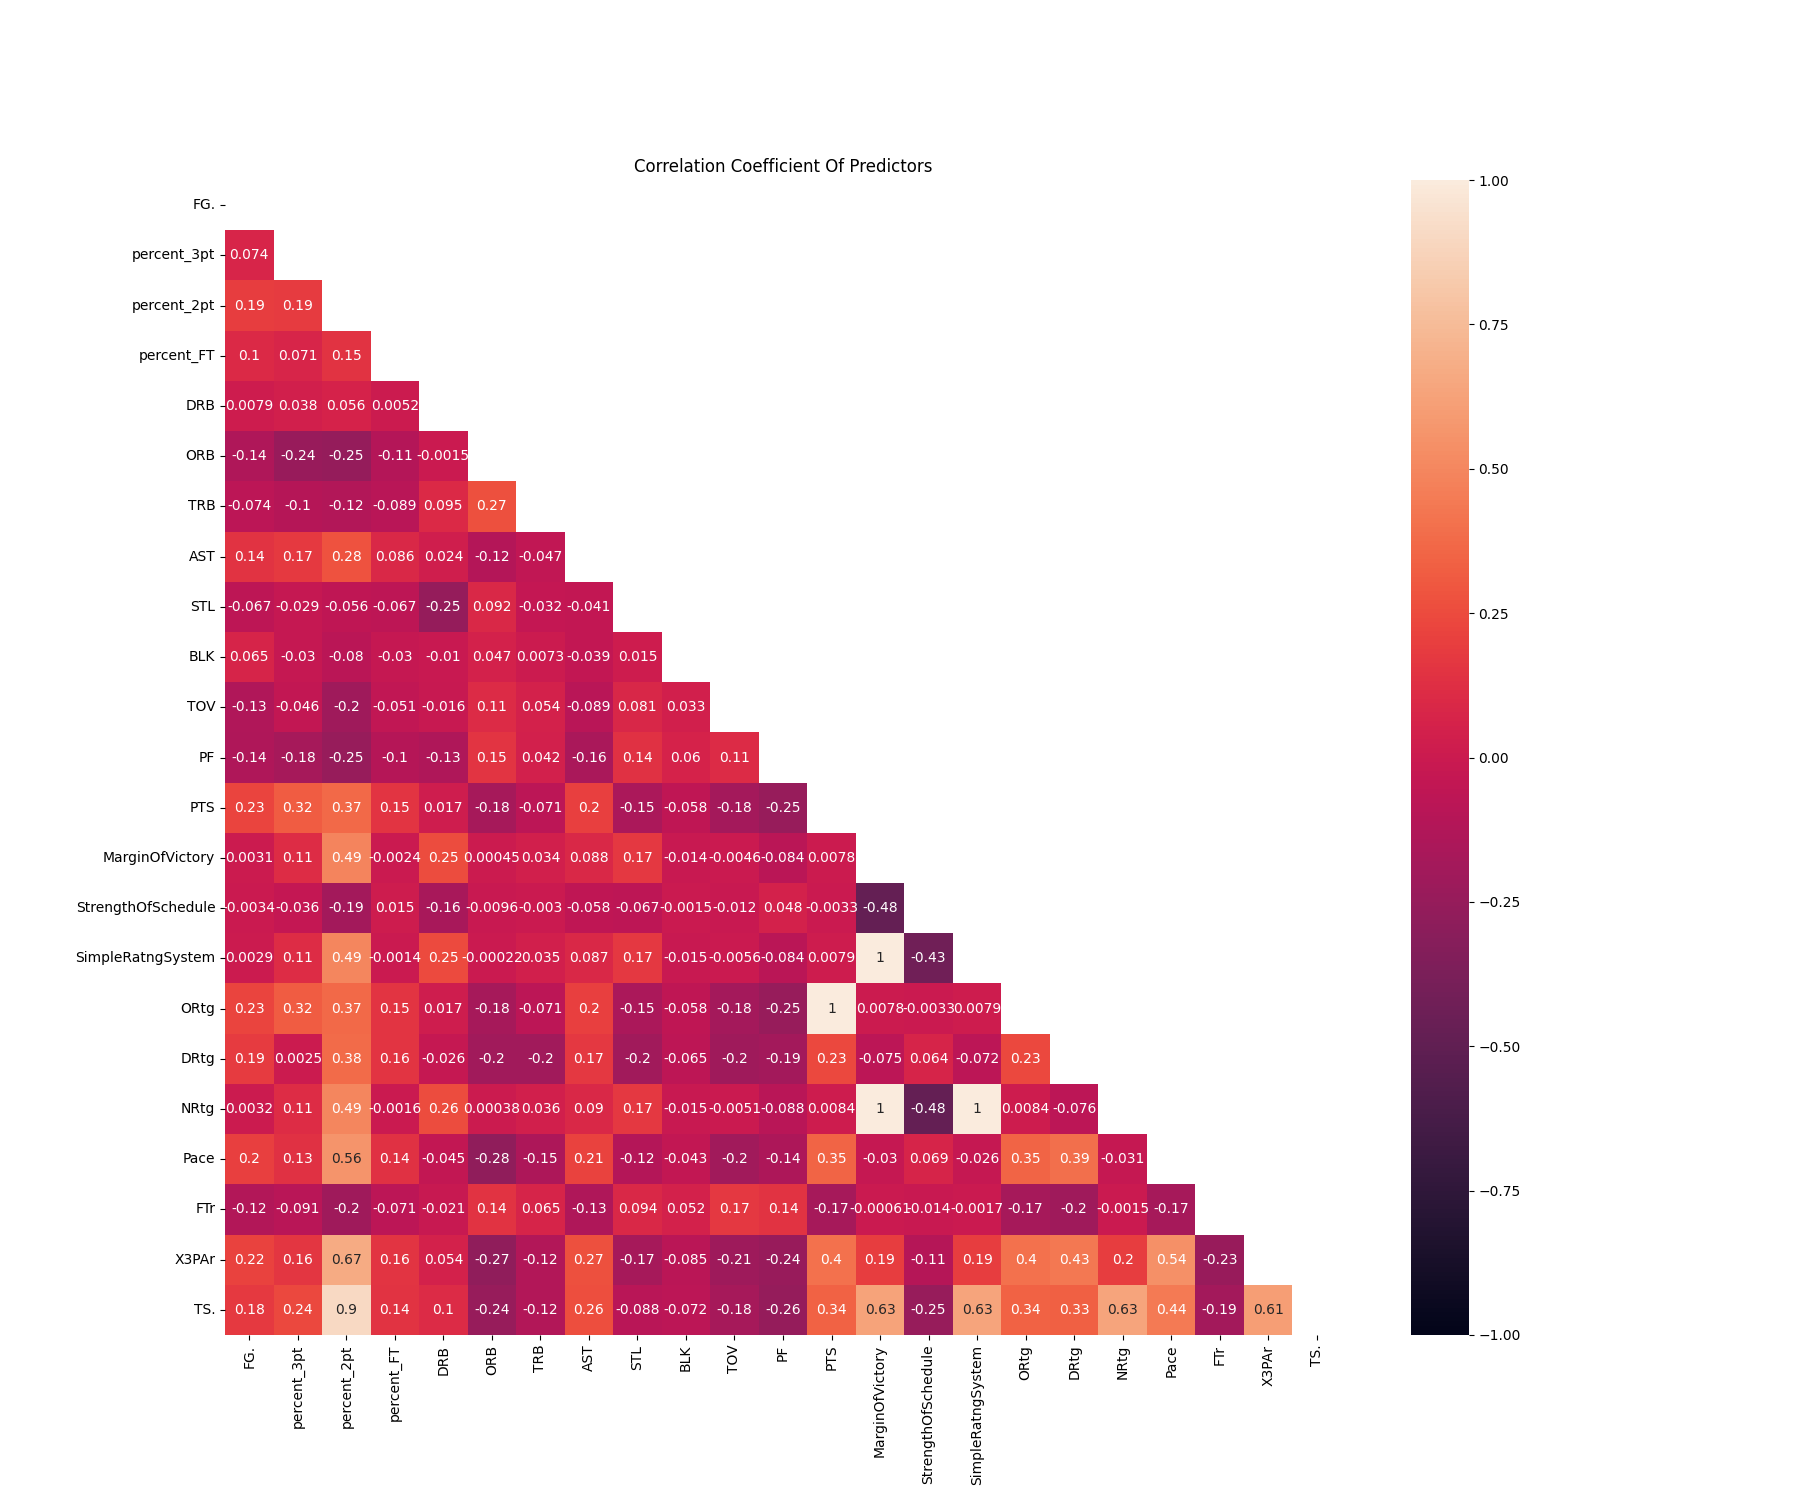 Correlation Coefficient Of Predictors
FG.
percent_3pt 0.074
percent_2pt 0.19 0.19
percent_FT 0.1 0.071 0.15
DRB 0.0079 0.038 0.056 0.0052
ORB -0.14 -0.24 -0.25 -0.11 -0.0015
TRB -0.074 -0.1 -0.12 -0.089 0.095 0.27
AST 0.14 0.17 0.28 0.086 0.024 -0.12 -0.047
STL -0.067 -0.029 -0.056 -0.067 -0.25 0.092 -0.032 -0.041
BLK 0.065 -0.03 -0.08 -0.03 -0.01 0.047 0.0073 -0.039 0.015
TOV -0.13 -0.046 -0.2 -0.051 -0.016 0.11 0.054 -0.089 0.081 0.033
PF -0.14 -0.18 -0.25 -0.1 -0.13 0.15 0.042 -0.16 0.14 0.06 0.11
PTS 0.23 0.32 0.37 0.15 0.017 -0.18 -0.071 0.2 -0.15 -0.058 -0.18 -0.25
MarginOfVictory 0.0031 0.11 0.49 -0.0024 0.25 0.00045 0.034 0.088 0.17 -0.014 -0.0046 -0.084 0.0078
StrengthOfSchedule -0.0034 -0.036 -0.19 0.015 -0.16 -0.0096 -0.003 -0.058 -0.067 -0.0015 -0.012 0.048 -0.0033 -0.48
SimpleRatngSystem 0.0029 0.11 0.49 -0.0014 0.25 -0.00022 0.035 0.087 0.17 -0.015 -0.0056 -0.084 0.0079 1 -0.43
ORtg 0.23 0.32 0.37 0.15 0.017 -0.18 -0.071 0.2 -0.15 -0.058 -0.18 -0.25 1 0.0078 -0.0033 0.0079
DRtg 0.19 0.0025 0.38 0.16 -0.026 -0.2 -0.2 0.17 -0.2 -0.065 -0.2 -0.19 0.23 -0.075 0.064 -0.072 0.23
NRtg 0.0032 0.11 0.49 -0.0016 0.26 0.00038 0.036 0.09 0.17 -0.015 -0.0051 -0.088 0.0084 1 -0.48 1 0.0084 -0.076
Pace 0.2 0.13 0.56 0.14 -0.045 -0.28 -0.15 0.21 -0.12 -0.043 -0.2 -0.14 0.35 -0.03 0.069 -0.026 0.35 0.39 -0.031
FTr -0.12 -0.091 -0.2 -0.071 -0.021 0.14 0.065 -0.13 0.094 0.052 0.17 0.14 -0.17 -0.00061 -0.014 -0.0017 -0.17 -0.2 -0.0015 -0.17
X3PAr 0.22 0.16 0.67 0.16 0.054 -0.27 -0.12 0.27 -0.17 -0.085 -0.21 -0.24 0.4 0.19 -0.11 0.19 0.4 0.43 0.2 0.54 -0.23
TS. 0.18 0.24 0.9 0.14 0.1 -0.24 -0.12 0.26 -0.088 -0.072 -0.18 -0.26 0.34 0.63 -0.25 0.63 0.34 0.33 0.63 0.44 -0.19 0.61
FG. percent_3pt percent_2pt percent_FT DRB ORB TRB AST STL BLK TOV PF PTS MarginOfVictory StrengthOfSchedule SimpleRatngSystem ORtg DRtg NRtg Pace FTr X3PAr TS.
1.00
0.75
0.50
0.25
0.00
−0.25
−0.50
−0.75
−1.00